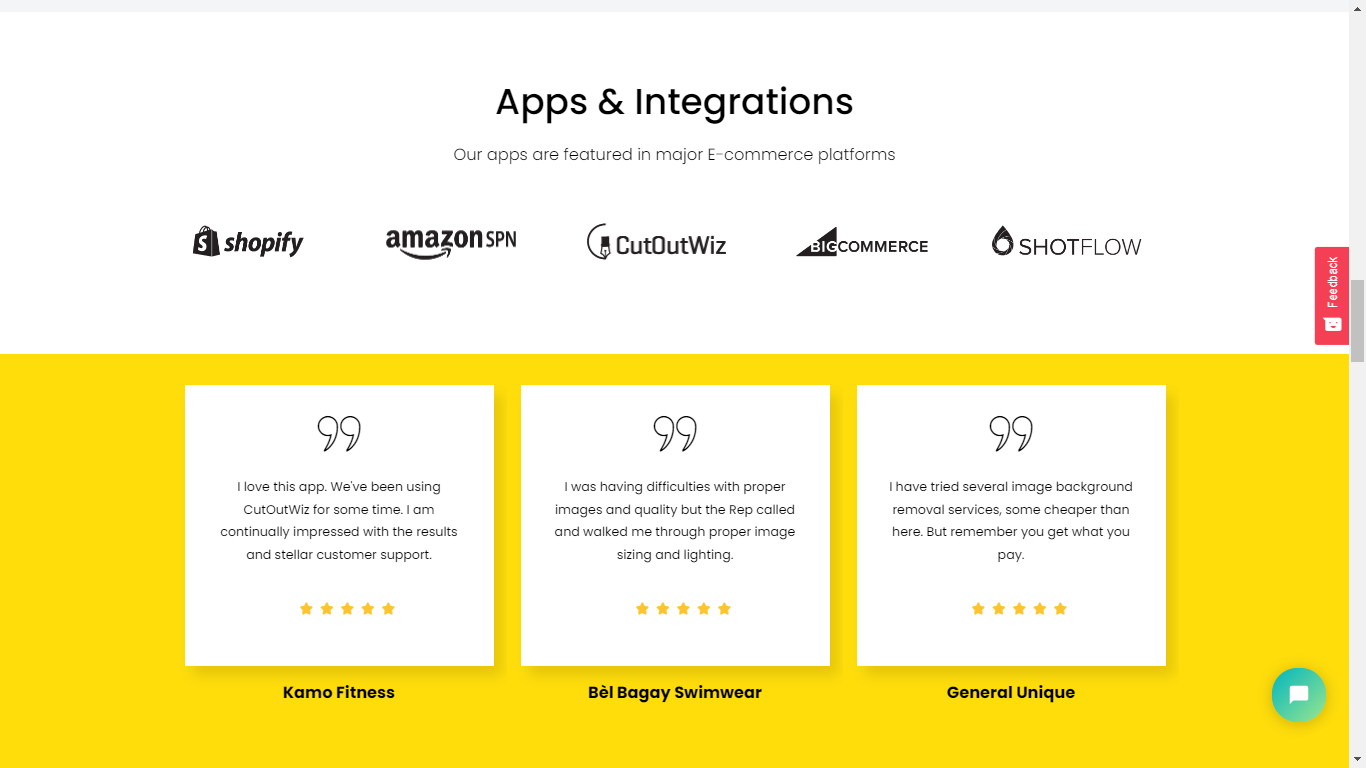 Apps & Integrations
Our apps are featured in major E-commerce platforms
shopify
amazon SPN
CutOutWiz
BIGCOMMERCE
SHOTFLOW
Feedback
I love this app. We've been using
CutOutWiz for some time. I am
continually impressed with the results
and stellar customer support.
Kamo Fitness
I was having difficulties with proper
images and quality but the Rep called
and walked me through proper image
sizing and lighting.
Bèl Bagay Swimwear
I have tried several image background
removal services, some cheaper than
here. But remember you get what you
pay.
General Unique